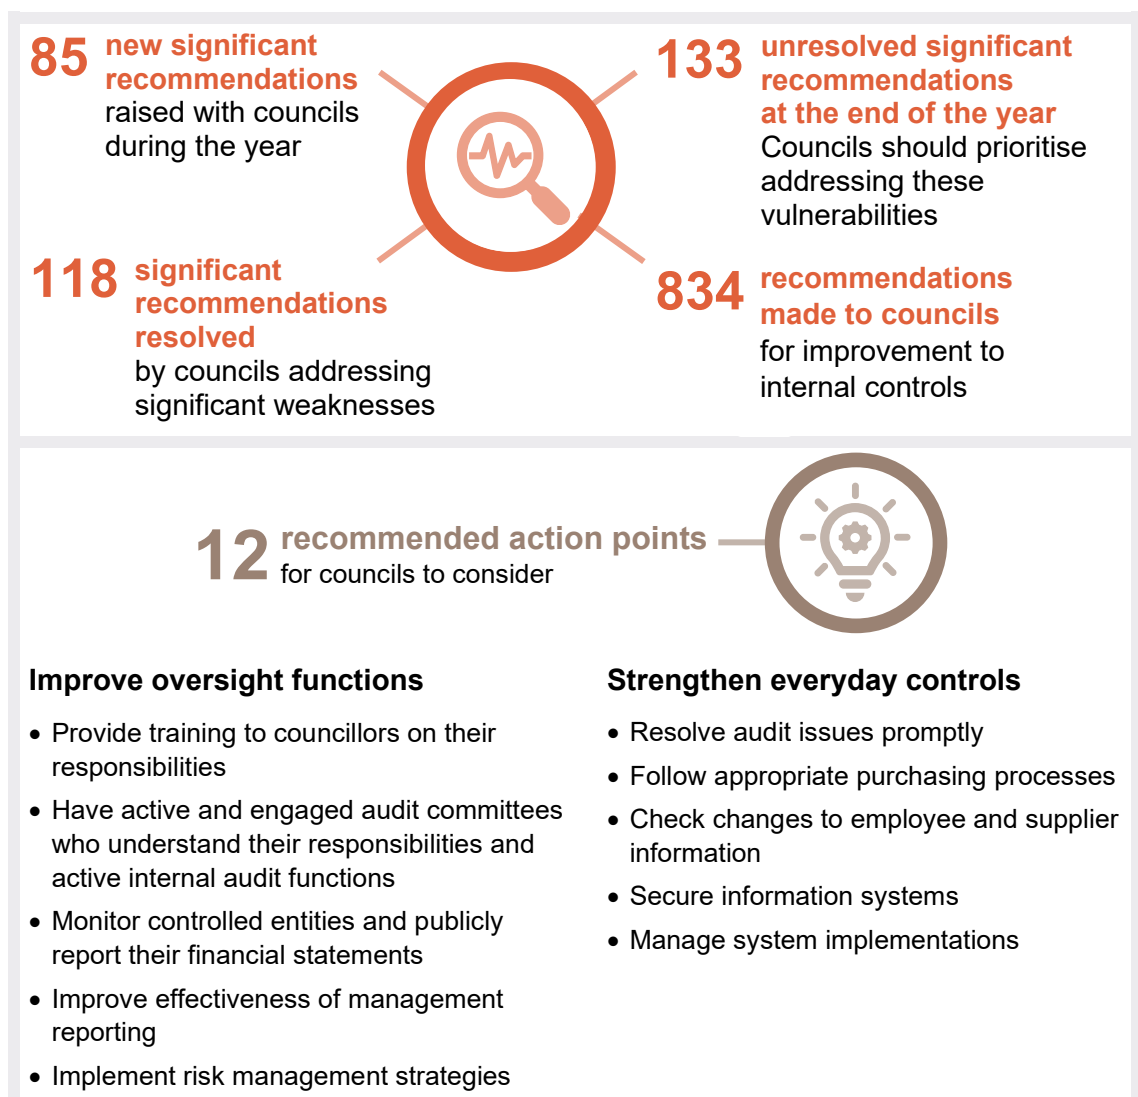 85 new significant
recommendations
raised with councils
during the year
133 unresolved significant
recommendations
at the end of the year
Councils should prioritise
addressing these
vulnerabilities
118 significant
recommendations
resolved
by councils addressing
significant weaknesses
834 recommendations
made to councils
for improvement to
internal controls
12 recommended action points
for councils to consider
Improve oversight functions
• Provide training to councillors on their
responsibilities
• Have active and engaged audit committees
who understand their responsibilities and
active internal audit functions
• Monitor controlled entities and publicly
report their financial statements
• Improve effectiveness of management
reporting
• Implement risk management strategies
Strengthen everyday controls
• Resolve audit issues promptly
• Follow appropriate purchasing processes
• Check changes to employee and supplier
information
• Secure information systems
• Manage system implementations